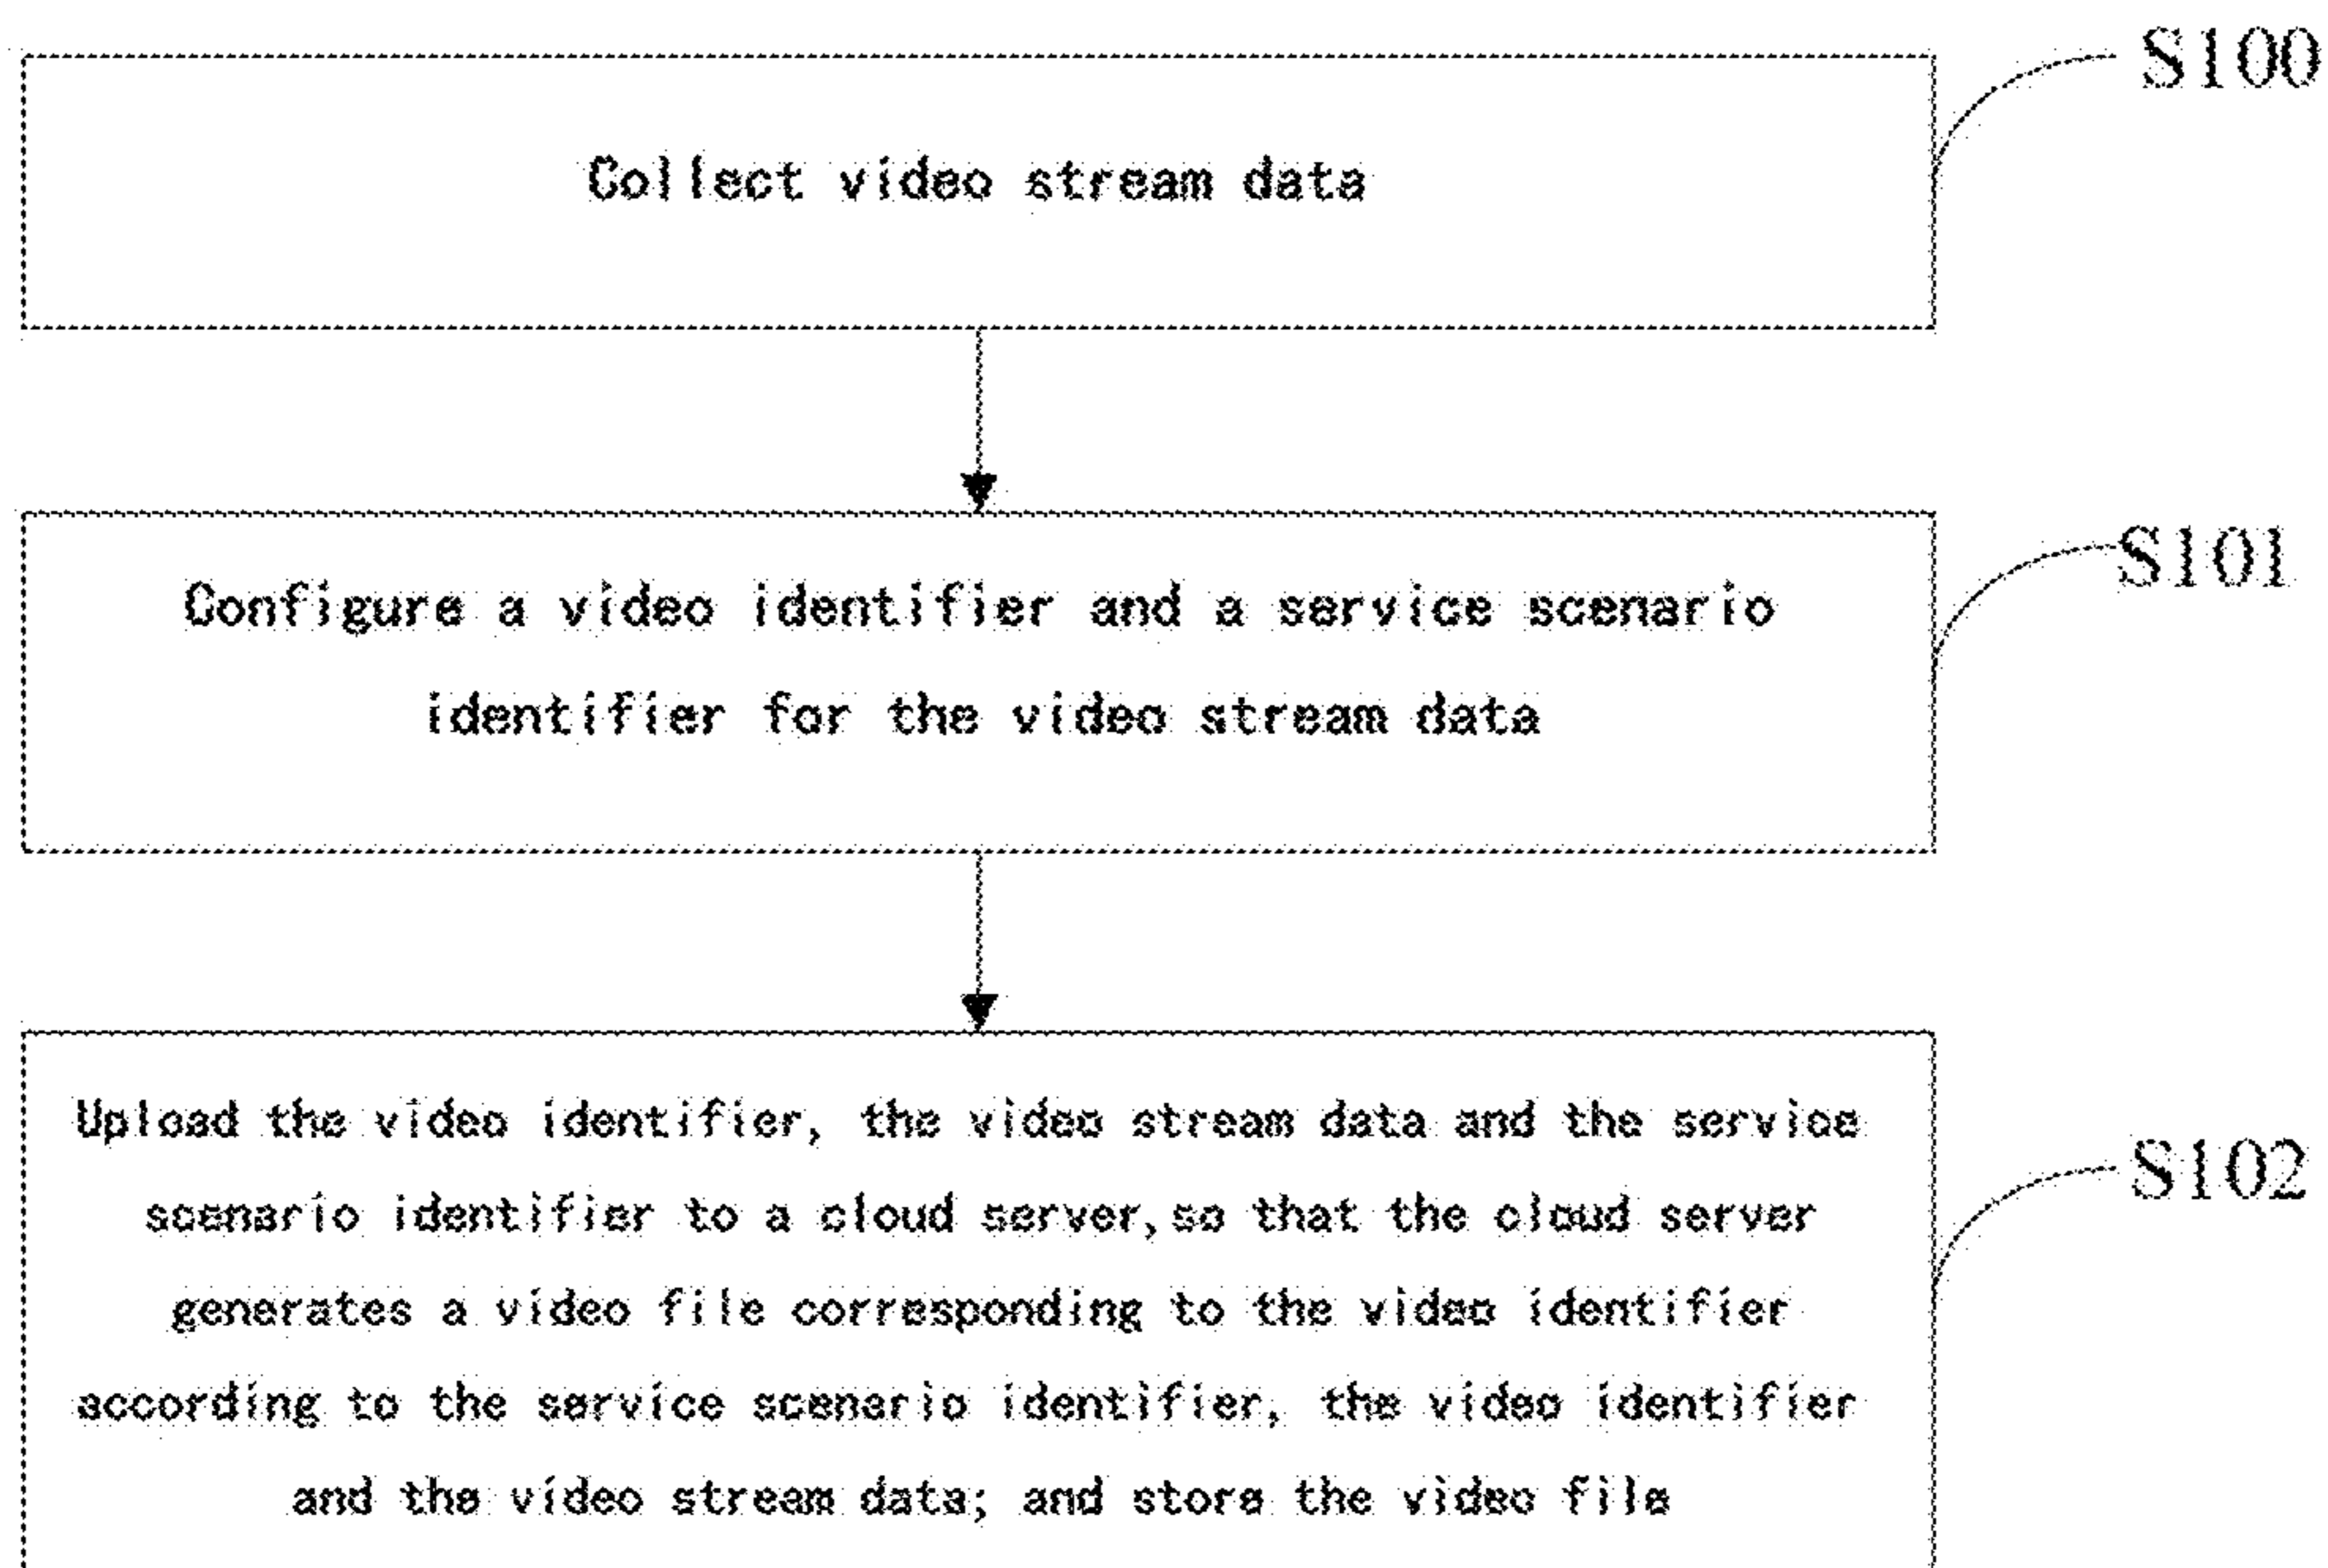 S100
Collect video stream data
S101
Configure a video identifier and a service scenario
identifier for the video stream data
Upload the video identifier, the video stream data and the service
S102
scenario identifier to a cloud server, so that the cloud server
generates a video file corresponding to the video identifier
according to the service scenario identifier, the video identifier
and the video stream data; and store the video file